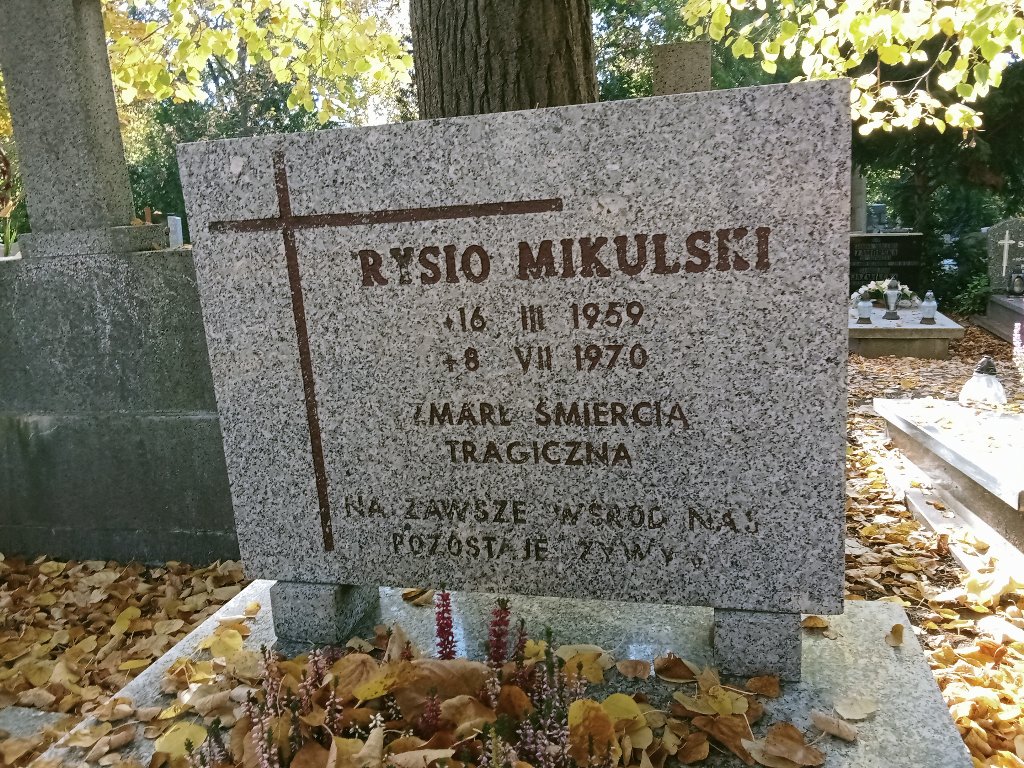 RYSIO MIKULSKI
+16 III 1959
+8 VII 1970
ZMARŁ ŚMIERCIĄ
TRAGICZNĄ
NA ZAWSZE WŚRÓD NAS
POZOSTAJE ŻYWY